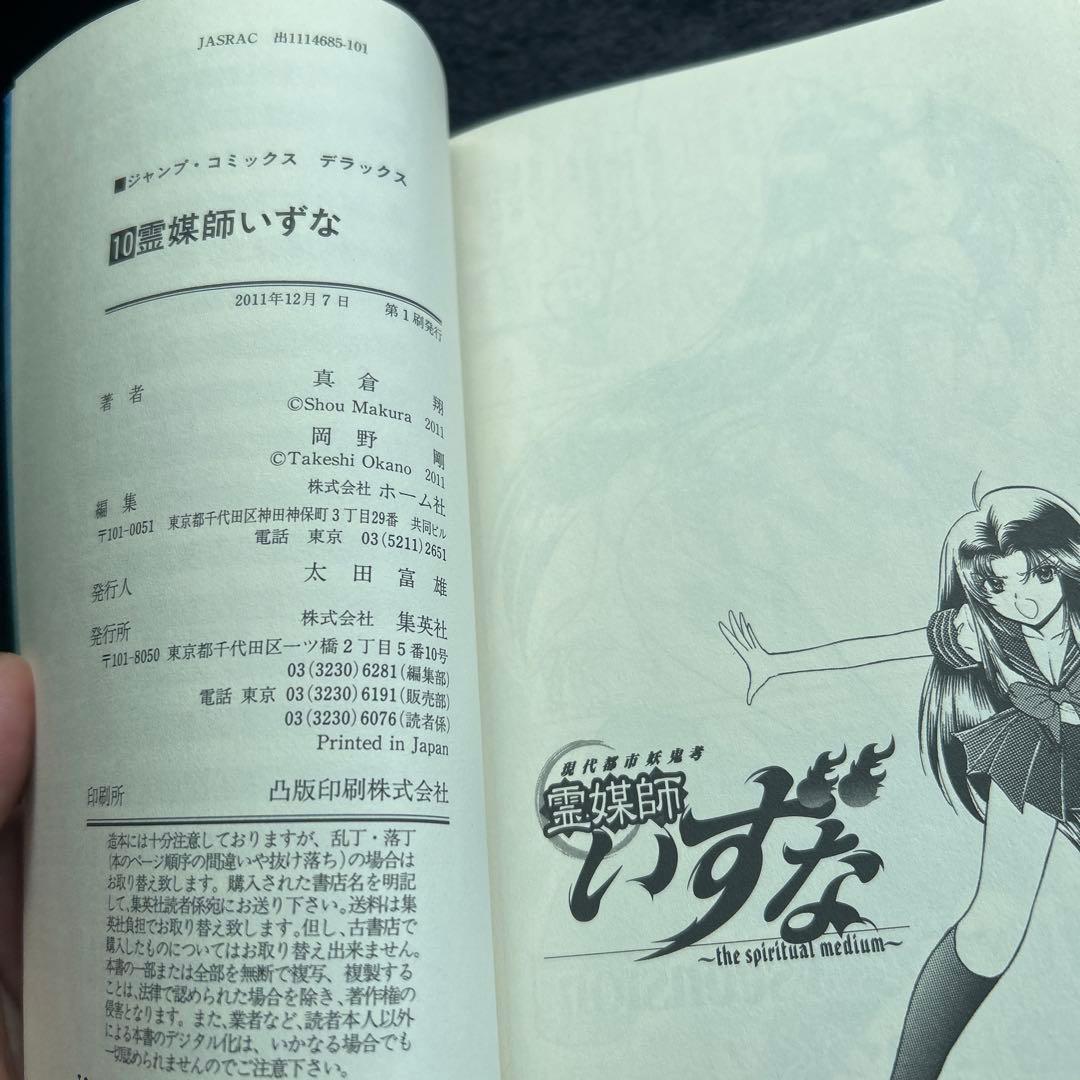 JASRAC 出1114685-101
■ジャンプ・コミックス デラックス
10霊媒師いずな
2011年12月7日 第1刷発行
著者 真倉 翔
©Shou Makura 2011
岡野 剛
©Takeshi Okano 2011
編集 株式会社 ホーム社
〒101-0051 東京都千代田区神田神保町3丁目29番 共同ビル
電話 東京 03(5211)2651
発行人 太田富雄
発行所 株式会社 集英社
〒101-8050 東京都千代田区一ツ橋2丁目5番10号
03(3230)6281(編集部)
電話 東京 03(3230)6191(販売部)
03(3230)6076(読者係)
Printed in Japan
印刷所 凸版印刷株式会社
造本には十分注意しておりますが、乱丁・落丁
(本のページ順序の間違いや抜け落ち)の場合は
お取り替え致します。購入された書店名を明記
して、集英社読者係宛にお送り下さい。送料は集
英社負担でお取り替え致します。但し、古書店で
購入したものについてはお取り替え出来ません。
本書の一部または全部を無断で複写、複製する
ことは、法律で認められた場合を除き、著作権の
侵害となります。また、業者など、読者本人以外
による本書のデジタル化は、いかなる場合でも
一切認められませんのでご注意下さい。
現代都市妖鬼考
霊媒師
いずな
~the spiritual medium~